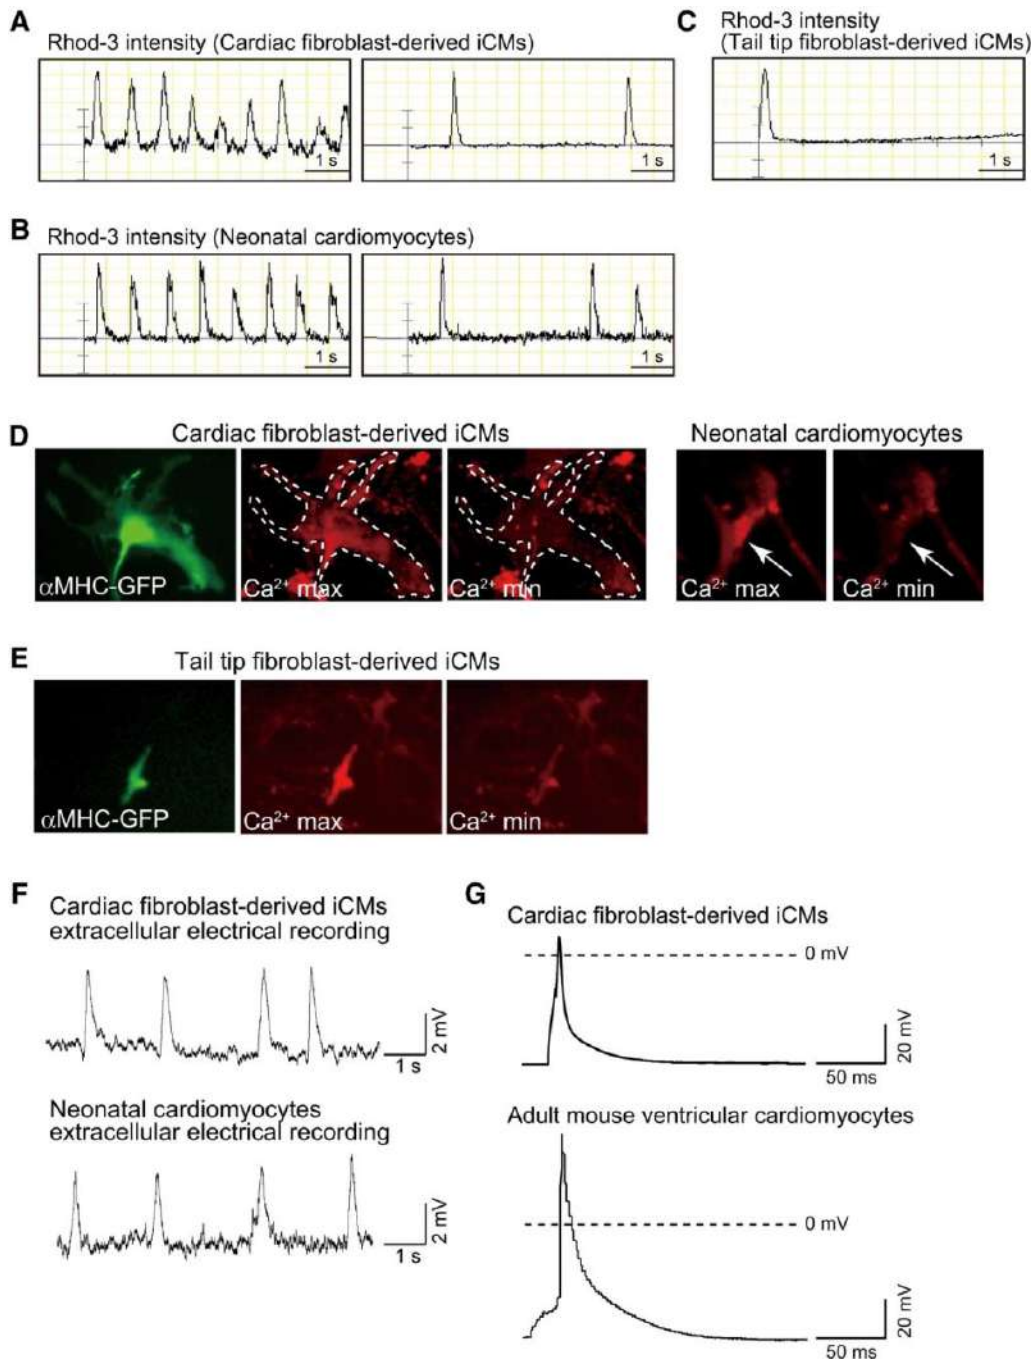 A
Rhod-3 intensity (Cardiac fibroblast-derived iCMs)
1 s
1 s
C
Rhod-3 intensity
(Tail tip fibroblast-derived iCMs)
1 s
B
Rhod-3 intensity (Neonatal cardiomyocytes)
1 s
1 s
D
Cardiac fibroblast-derived iCMs
αMHC-GFP
Ca²⁺ max
Ca²⁺ min
Neonatal cardiomyocytes
Ca²⁺ max
Ca²⁺ min
E
Tail tip fibroblast-derived iCMs
αMHC-GFP
Ca²⁺ max
Ca²⁺ min
F
Cardiac fibroblast-derived iCMs
extracellular electrical recording
2 mV
1 s
Neonatal cardiomyocytes
extracellular electrical recording
2 mV
1 s
G
Cardiac fibroblast-derived iCMs
0 mV
20 mV
50 ms
Adult mouse ventricular cardiomyocytes
0 mV
20 mV
50 ms